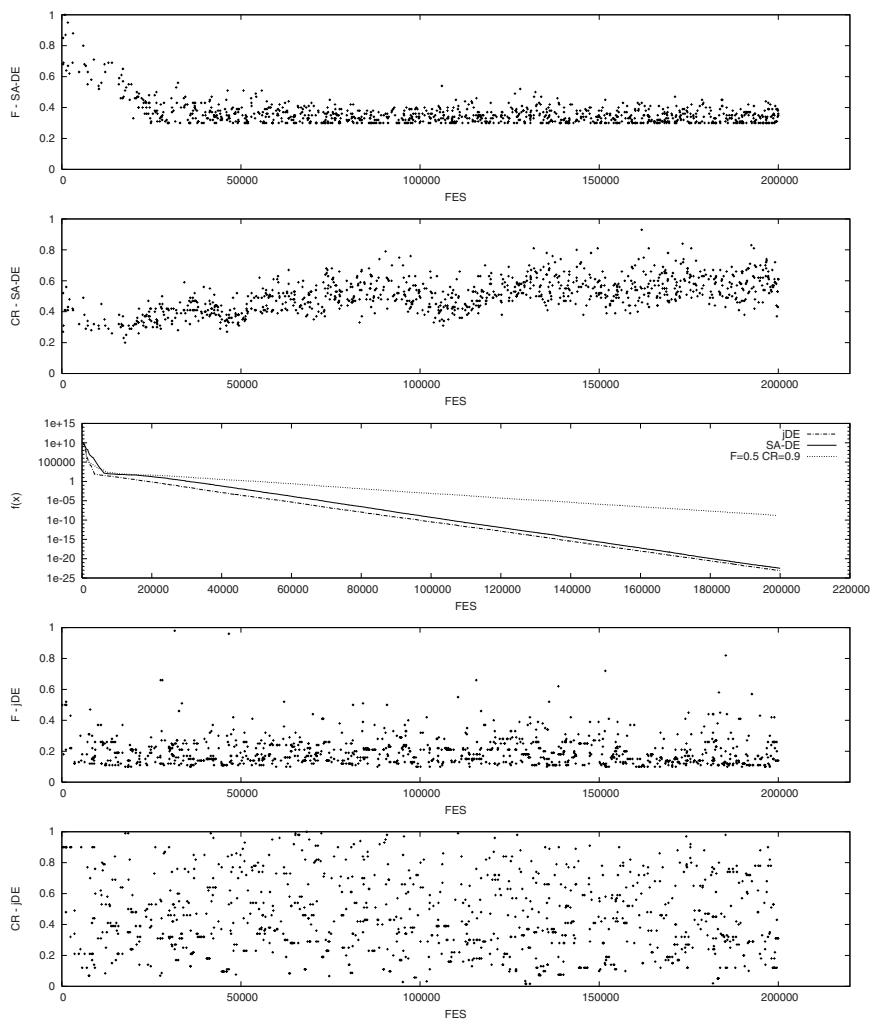 1
0.8
0.6
0.4
0.2
0
F - SA-DE
0 50000 100000 150000 200000
FES
1
0.8
0.6
0.4
0.2
0
CR - SA-DE
0 50000 100000 150000 200000
FES
1e+15
1e+10
100000
1
1e-05
1e-10
1e-15
1e-20
1e-25
f(x)
jDE
SA-DE
F=0.5 CR=0.9
0 20000 40000 60000 80000 100000 120000 140000 160000 180000 200000 220000
FES
1
0.8
0.6
0.4
0.2
0
F - jDE
0 50000 100000 150000 200000
FES
1
0.8
0.6
0.4
0.2
0
CR - jDE
0 50000 100000 150000 200000
FES